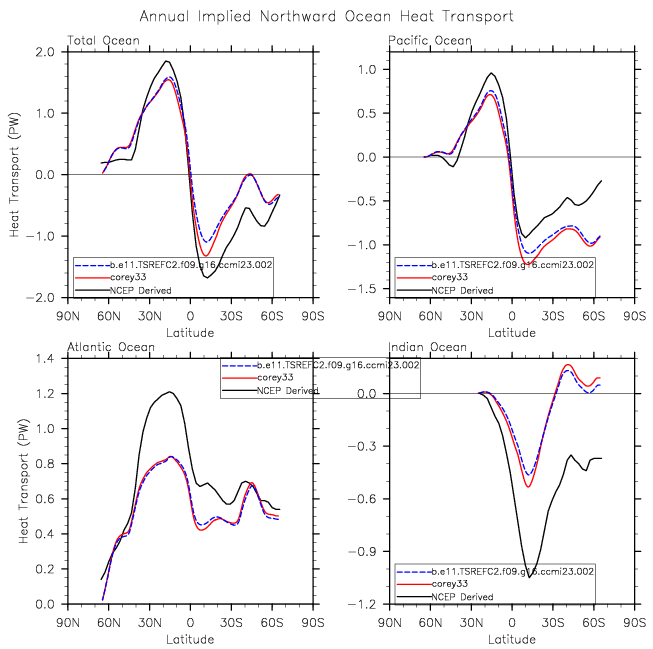 Annual Implied Northward Ocean Heat Transport
Total Ocean
Heat Transport (PW)
2.0
1.0
0.0
−1.0
−2.0
b.e11.TSREFC2.f09.g16.ccmi23.002
corey33
NCEP Derived
90N 60N 30N 0 30S 60S 90S
Latitude
Pacific Ocean
1.0
0.5
0.0
−0.5
−1.0
−1.5
b.e11.TSREFC2.f09.g16.ccmi23.002
corey33
NCEP Derived
90N 60N 30N 0 30S 60S 90S
Latitude
Atlantic Ocean
Heat Transport (PW)
1.4
1.2
1.0
0.8
0.6
0.4
0.2
0.0
b.e11.TSREFC2.f09.g16.ccmi23.002
corey33
NCEP Derived
90N 60N 30N 0 30S 60S 90S
Latitude
Indian Ocean
0.0
−0.3
−0.6
−0.9
−1.2
b.e11.TSREFC2.f09.g16.ccmi23.002
corey33
NCEP Derived
90N 60N 30N 0 30S 60S 90S
Latitude